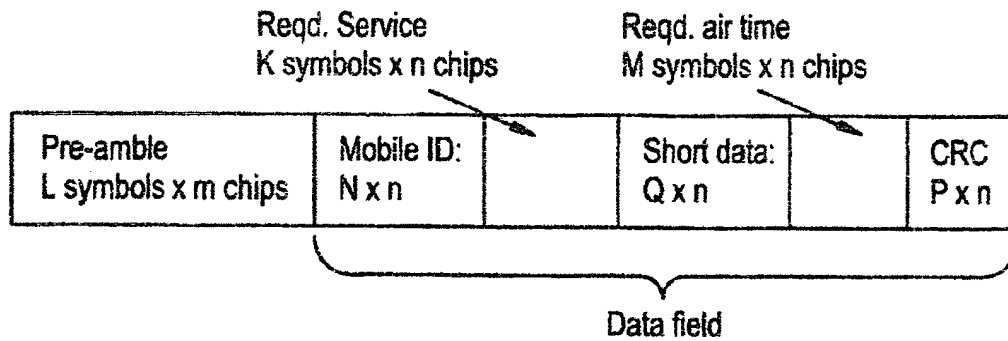 Reqd. Service
K symbols x n chips
Reqd. air time
M symbols x n chips
Pre-amble
L symbols x m chips
Mobile ID:
N x n
Short data:
Q x n
CRC
P x n
Data field